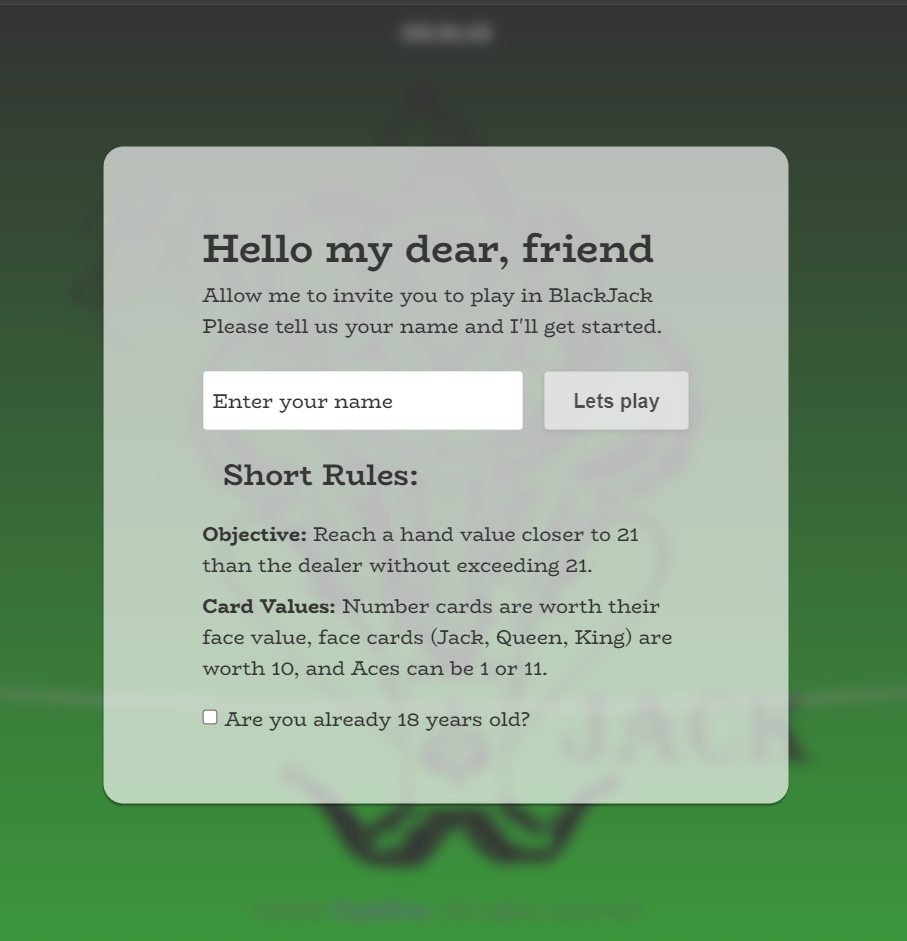 Hello my dear, friend
Allow me to invite you to play in BlackJack
Please tell us your name and I'll get started.
Enter your name
Lets play
Short Rules:
Objective: Reach a hand value closer to 21
than the dealer without exceeding 21.
Card Values: Number cards are worth their
face value, face cards (Jack, Queen, King) are
worth 10, and Aces can be 1 or 11.
Are you already 18 years old?
JACK